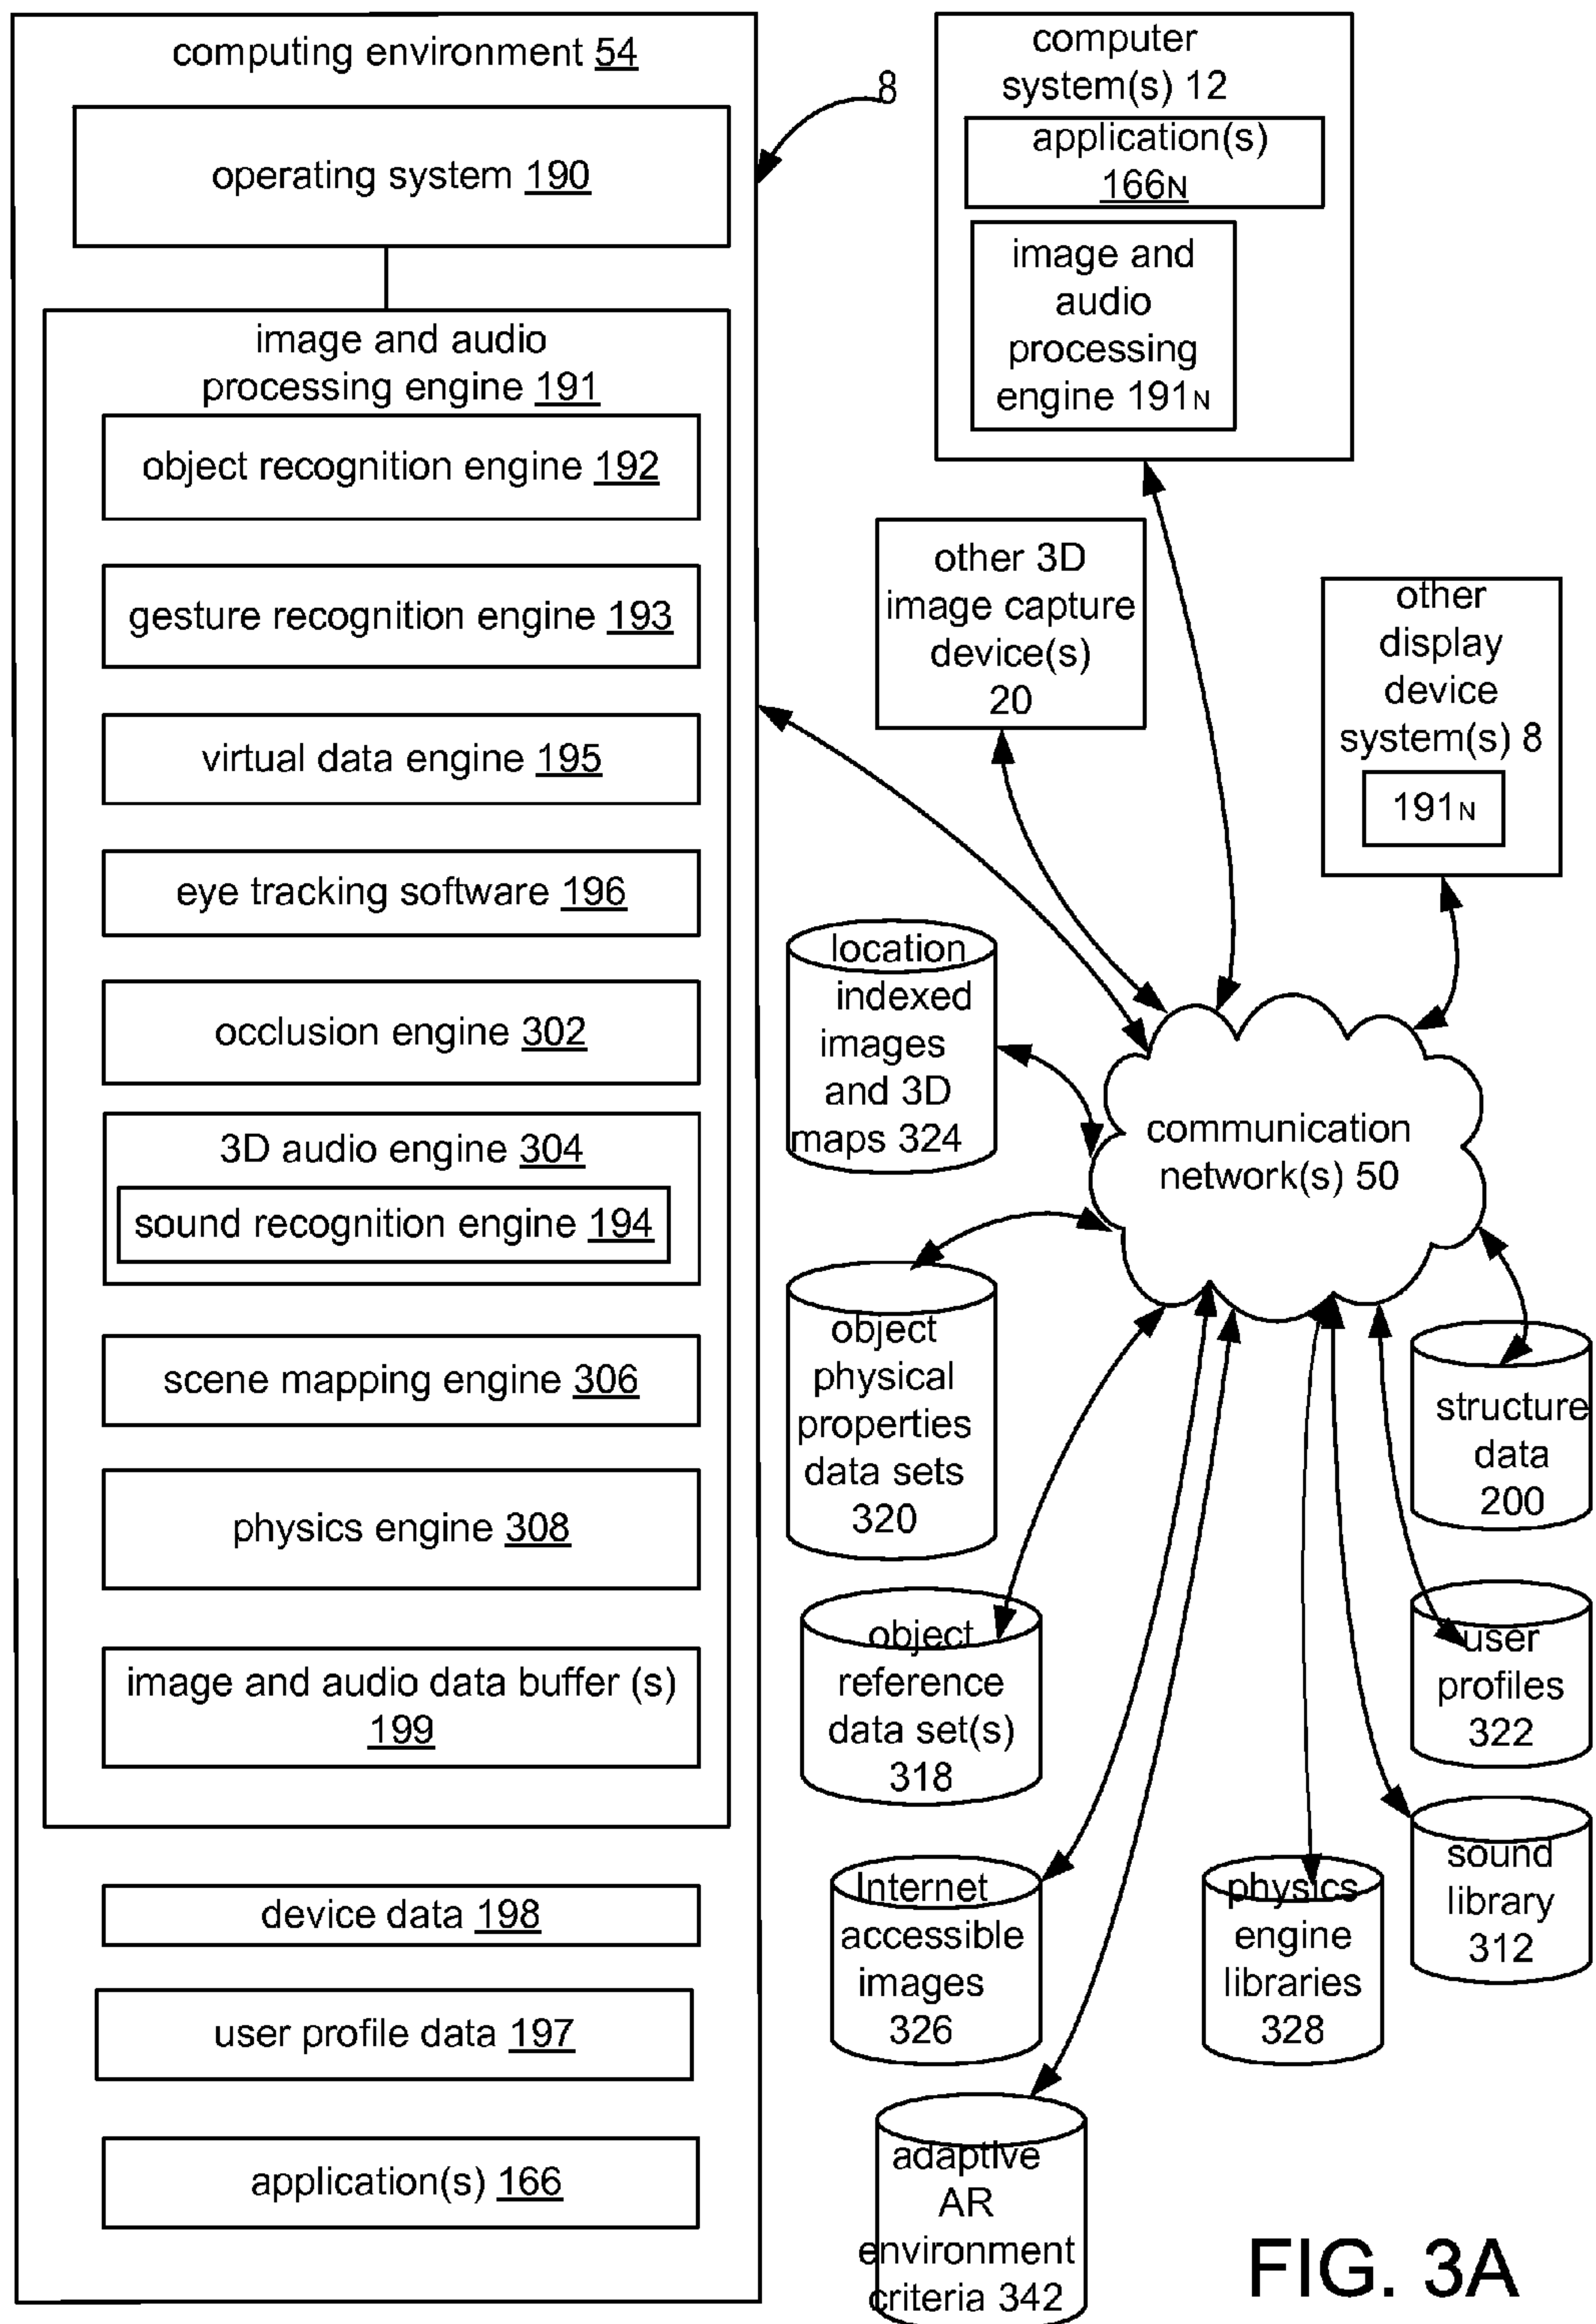 computing environment 54
operating system 190
image and audio
processing engine 191
object recognition engine 192
gesture recognition engine 193
virtual data engine 195
eye tracking software 196
occlusion engine 302
3D audio engine 304
sound recognition engine 194
scene mapping engine 306
physics engine 308
image and audio data buffer (s)
199
device data 198
user profile data 197
application(s) 166
8
computer
system(s) 12
application(s)
166N
image and
audio
processing
engine 191N
other 3D
image capture
device(s)
20
other
display
device
system(s) 8
191N
location
indexed
images
and 3D
maps 324
communication
network(s) 50
object
physical
properties
data sets
320
structure
data
200
object
reference
data set(s)
318
user
profiles
322
Internet
accessible
images
326
physics
engine
libraries
328
sound
library
312
adaptive
AR
environment
criteria 342
FIG. 3A